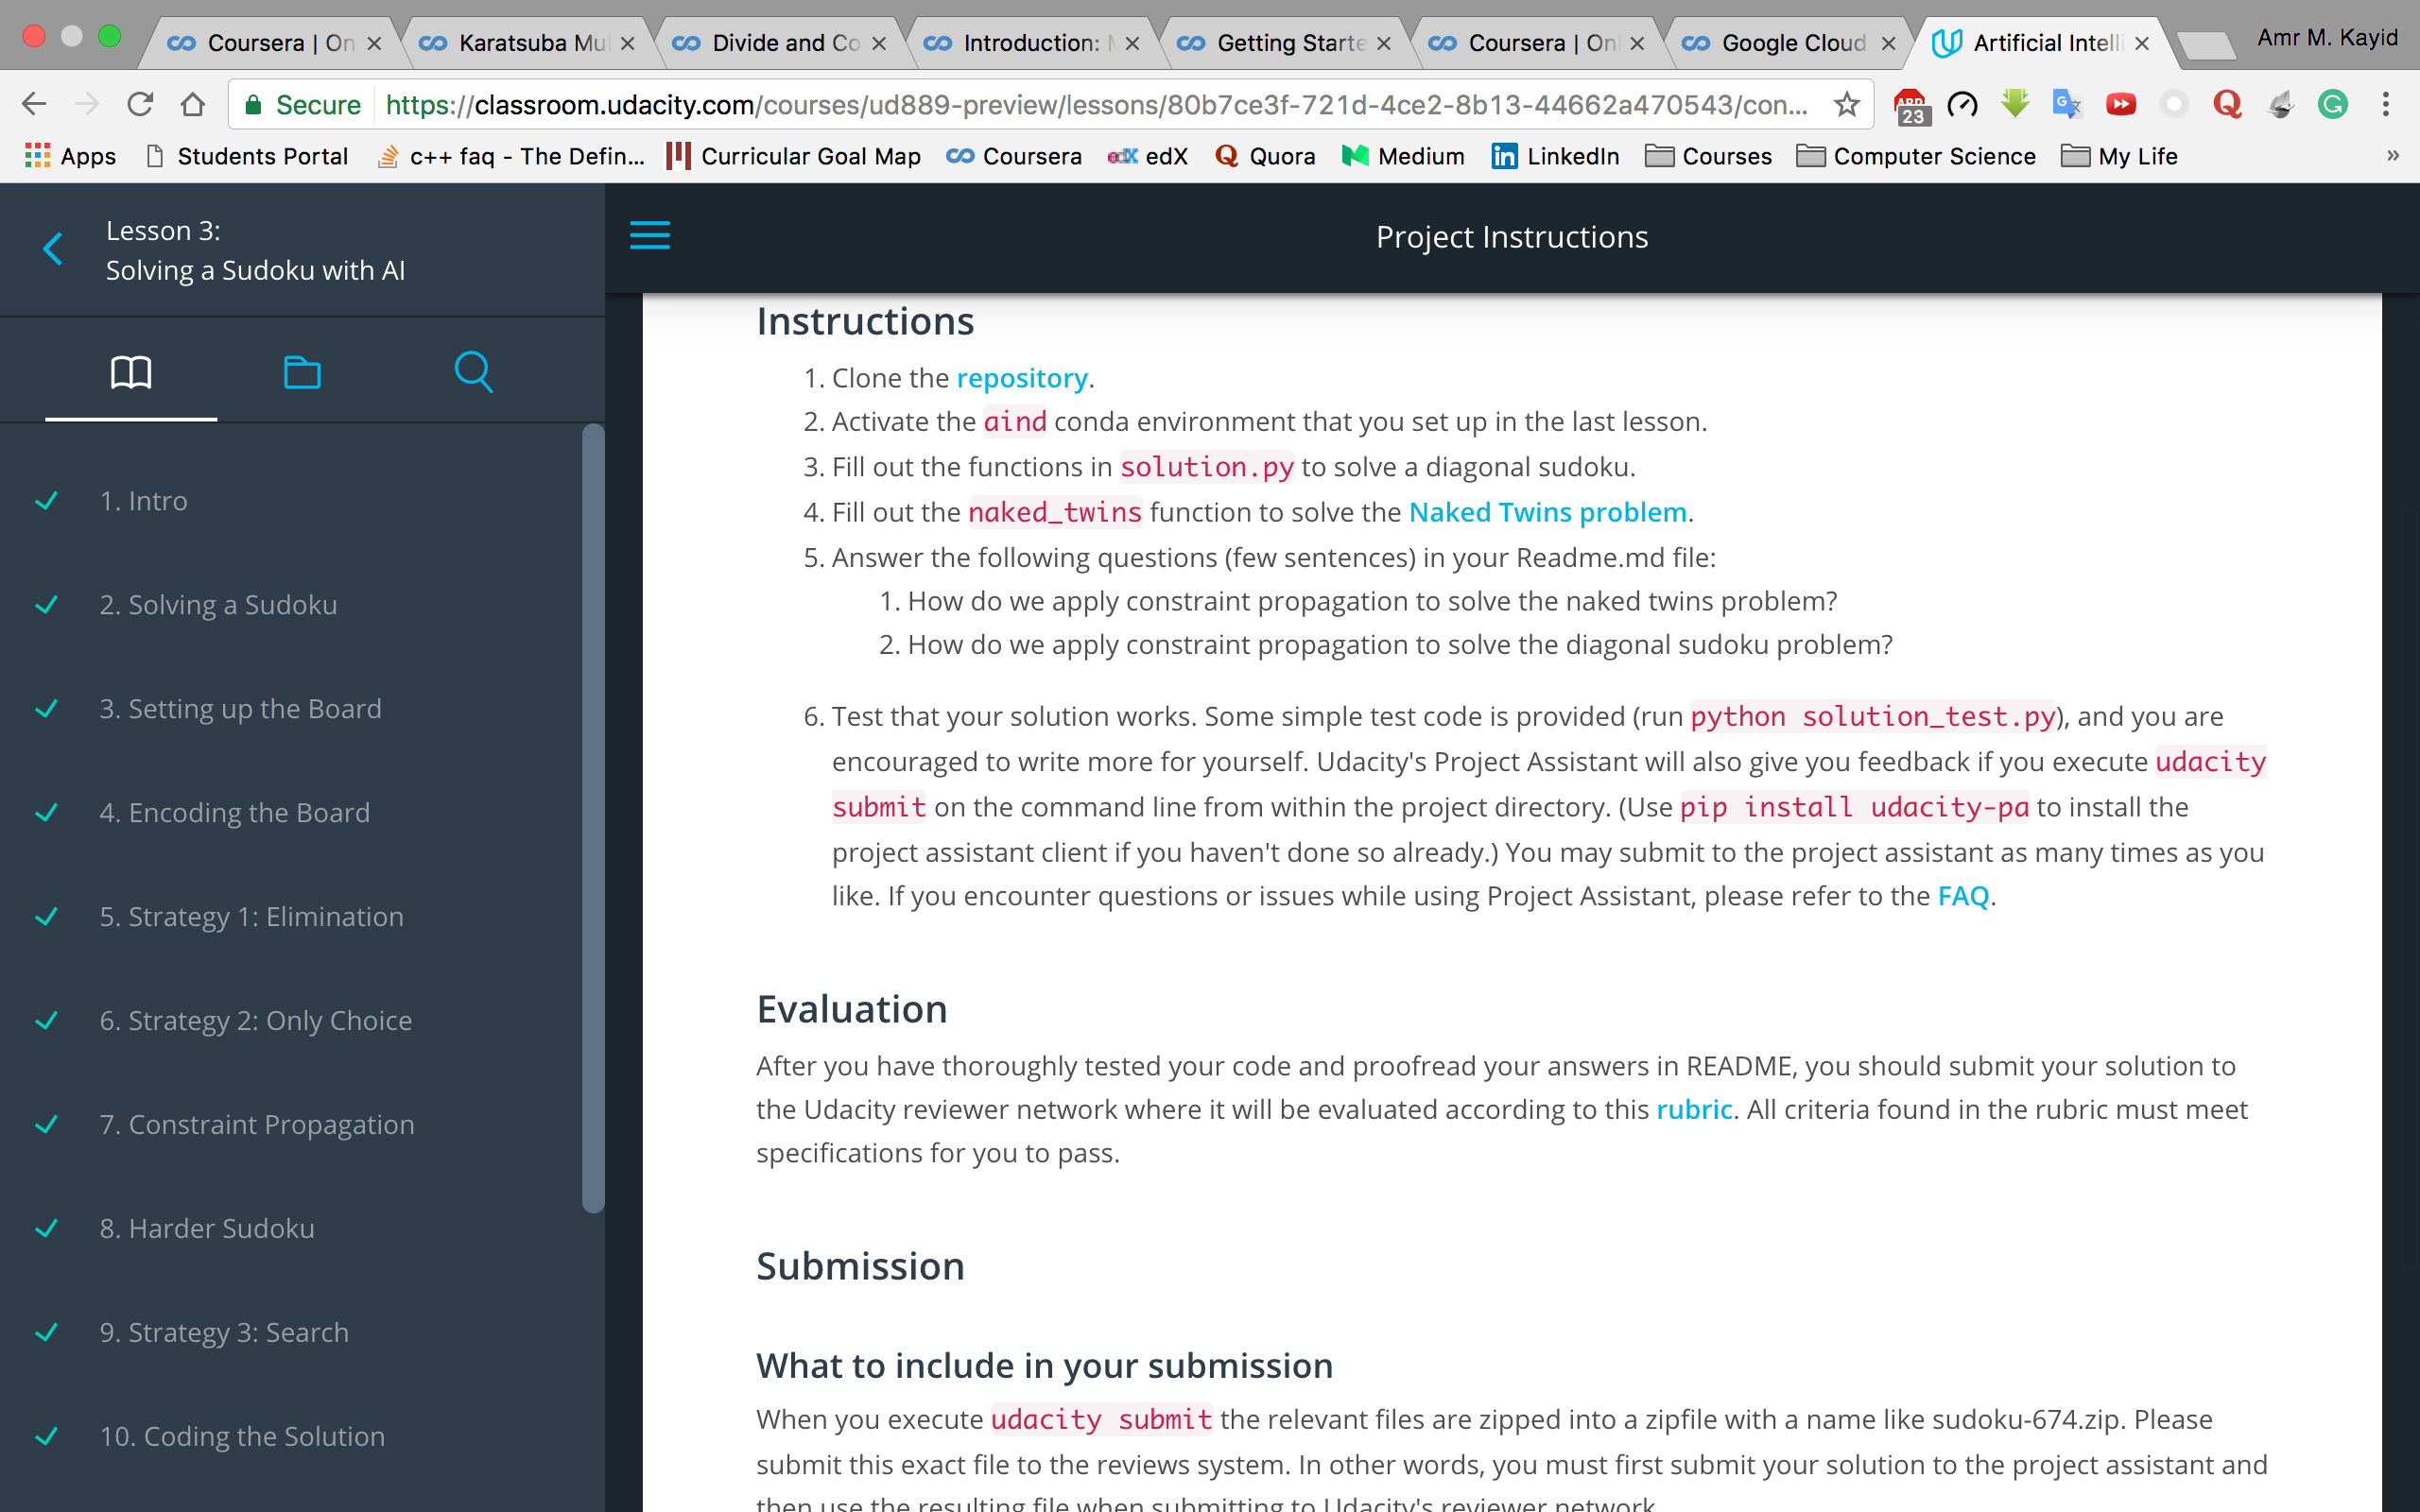 Coursera | On
Karatsuba Mul
Divide and Co
Introduction:
Getting Starte
Coursera | Onl
Google Cloud
Artificial Intelli
Amr M. Kayid
Secure https://classroom.udacity.com/courses/ud889-preview/lessons/80b7ce3f-721d-4ce2-8b13-44662a470543/con...
23
Apps Students Portal c++ faq - The Defin... Curricular Goal Map Coursera edX Quora Medium LinkedIn Courses Computer Science My Life »
Lesson 3:
Solving a Sudoku with AI
1. Intro
2. Solving a Sudoku
3. Setting up the Board
4. Encoding the Board
5. Strategy 1: Elimination
6. Strategy 2: Only Choice
7. Constraint Propagation
8. Harder Sudoku
9. Strategy 3: Search
10. Coding the Solution
Project Instructions
Instructions
1. Clone the repository.
2. Activate the aind conda environment that you set up in the last lesson.
3. Fill out the functions in solution.py to solve a diagonal sudoku.
4. Fill out the naked_twins function to solve the Naked Twins problem.
5. Answer the following questions (few sentences) in your Readme.md file:
1. How do we apply constraint propagation to solve the naked twins problem?
2. How do we apply constraint propagation to solve the diagonal sudoku problem?
6. Test that your solution works. Some simple test code is provided (run python solution_test.py), and you are
encouraged to write more for yourself. Udacity's Project Assistant will also give you feedback if you execute udacity
submit on the command line from within the project directory. (Use pip install udacity-pa to install the
project assistant client if you haven't done so already.) You may submit to the project assistant as many times as you
like. If you encounter questions or issues while using Project Assistant, please refer to the FAQ.
Evaluation
After you have thoroughly tested your code and proofread your answers in README, you should submit your solution to
the Udacity reviewer network where it will be evaluated according to this rubric. All criteria found in the rubric must meet
specifications for you to pass.
Submission
What to include in your submission
When you execute udacity submit the relevant files are zipped into a zipfile with a name like sudoku-674.zip. Please
submit this exact file to the reviews system. In other words, you must first submit your solution to the project assistant and
then use the resulting file when submitting to Udacity's reviewer network.